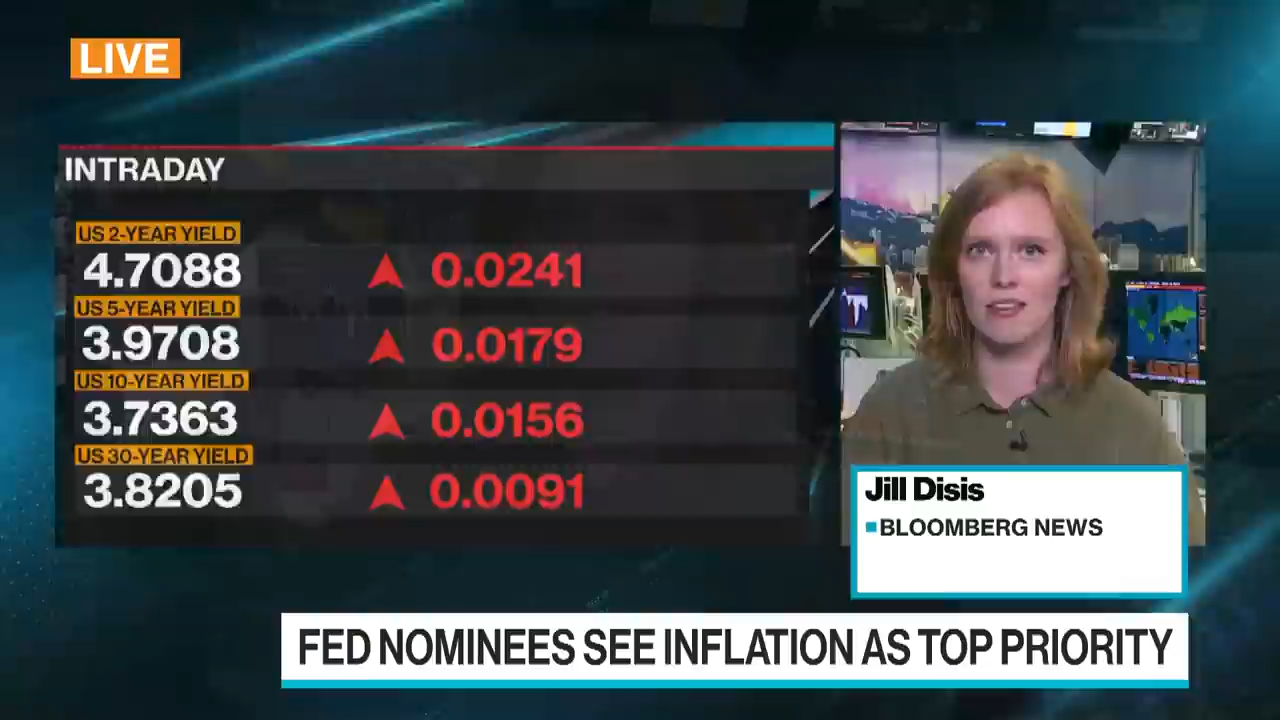 LIVE
INTRADAY
US 2-YEAR YIELD
4.7088 ▲ 0.0241
US 5-YEAR YIELD
3.9708 ▲ 0.0179
US 10-YEAR YIELD
3.7363 ▲ 0.0156
US 30-YEAR YIELD
3.8205 ▲ 0.0091
Jill Disis
BLOOMBERG NEWS
FED NOMINEES SEE INFLATION AS TOP PRIORITY